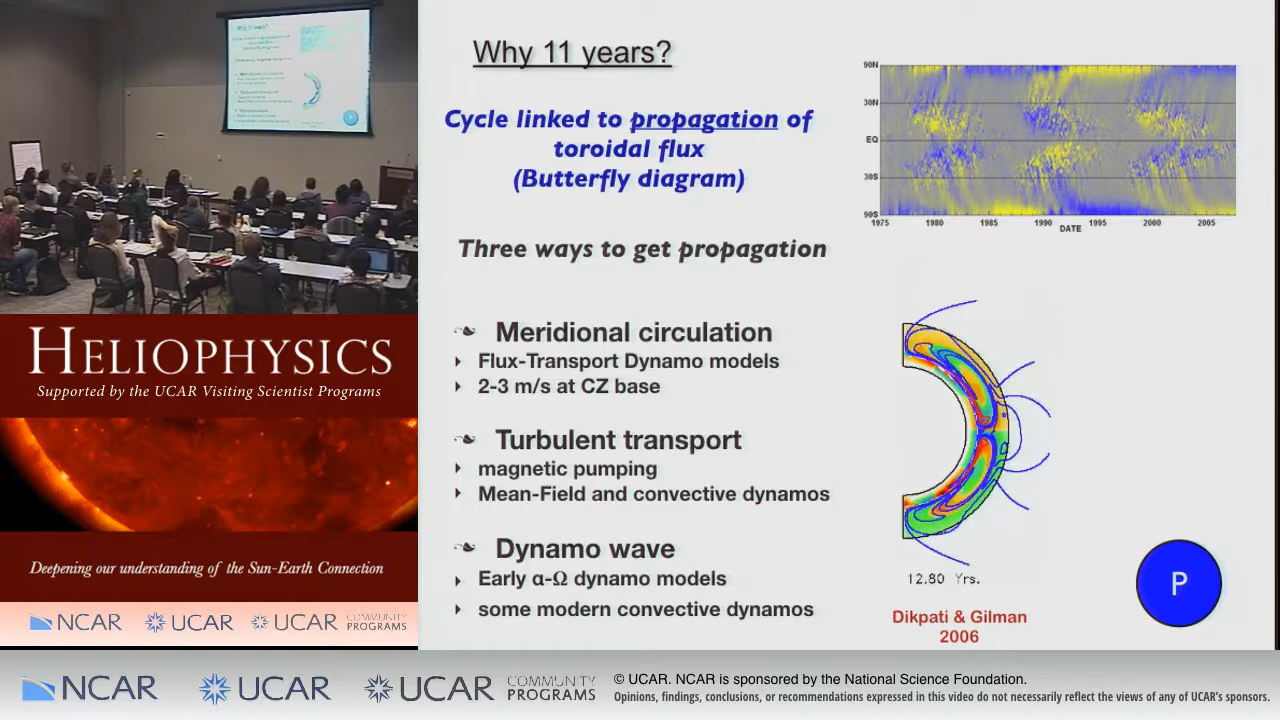 Why 11 years?
Cycle linked to propagation of
toroidal flux
(Butterfly diagram)
Three ways to get propagation
Meridional circulation
Flux-Transport Dynamo models
2-3 m/s at CZ base
Turbulent transport
magnetic pumping
Mean-Field and convective dynamos
Dynamo wave
Early α-Ω dynamo models
some modern convective dynamos
90N
30N
EQ
30S
90S
1975 1980 1985 1990 1995 2000 2005
DATE
12.80 Yrs.
Dikpati & Gilman
2006
P
HELIOPHYSICS
Supported by the UCAR Visiting Scientist Programs
Deepening our understanding of the Sun-Earth Connection
NCAR UCAR UCAR COMMUNITY
PROGRAMS
NCAR UCAR UCAR COMMUNITY
PROGRAMS
© UCAR. NCAR is sponsored by the National Science Foundation.
Opinions, findings, conclusions, or recommendations expressed in this video do not necessarily reflect the views of any of UCAR's sponsors.